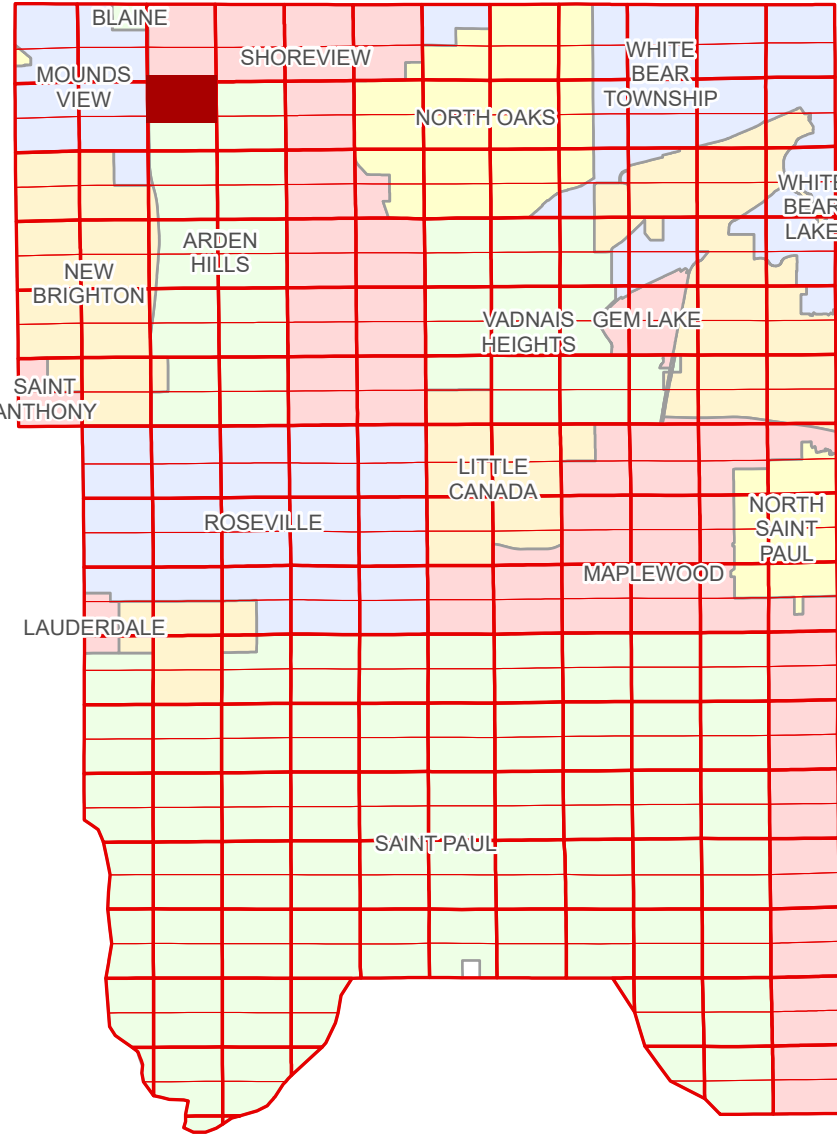 BLAINE
SHOREVIEW
WHITE
BEAR
TOWNSHIP
MOUNDS
VIEW
NORTH OAKS
WHITE
BEAR
LAKE
ARDEN
HILLS
NEW
BRIGHTON
VADNAIS
HEIGHTS
GEM LAKE
SAINT
ANTHONY
LITTLE
CANADA
NORTH
SAINT
PAUL
ROSEVILLE
MAPLEWOOD
LAUDERDALE
SAINT PAUL